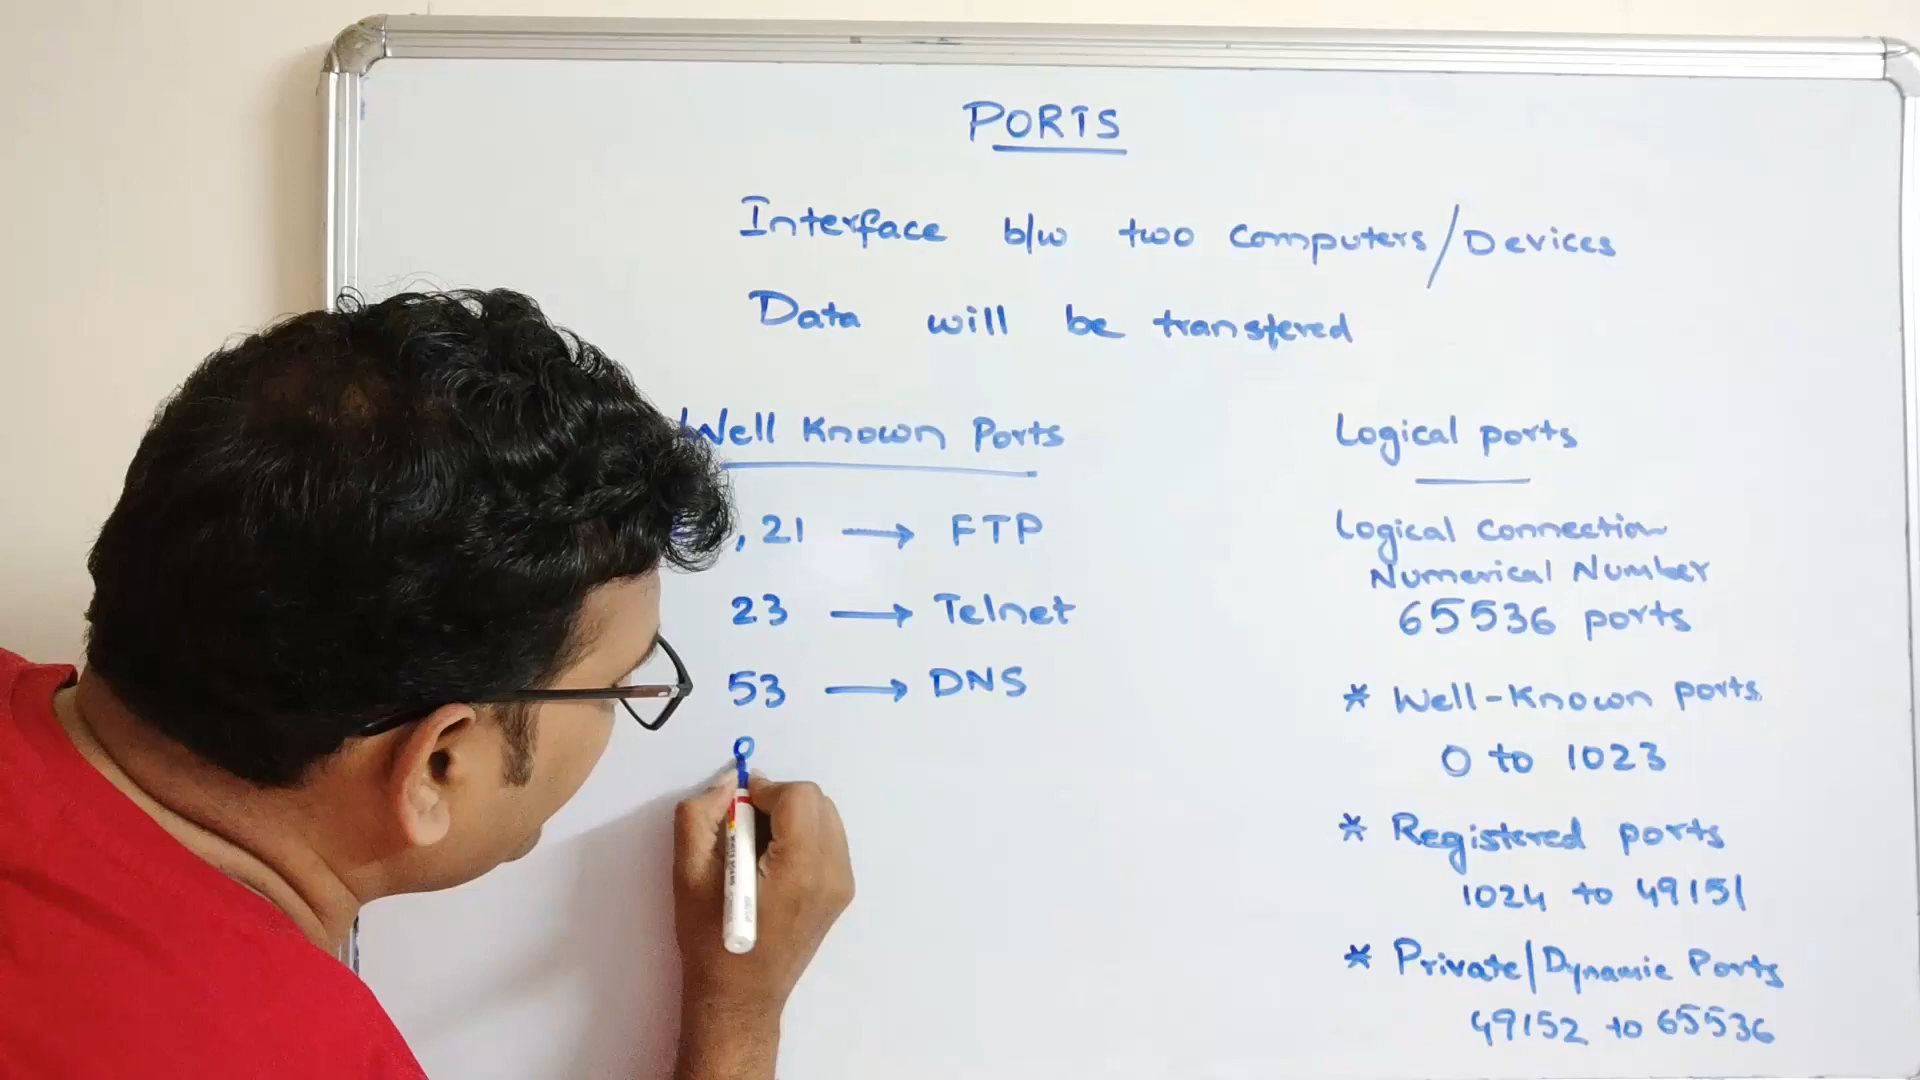 PORTS
Interface b/w two computers/Devices
Data will be transfered
Well Known Ports
, 21 → FTP
23 → Telnet
53 → DNS
Logical ports
Logical Connection
Numerical Number
65536 ports
* Well-Known ports
0 to 1023
* Registered ports
1024 to 49151
* Private/Dynamic Ports
49152 to 65536